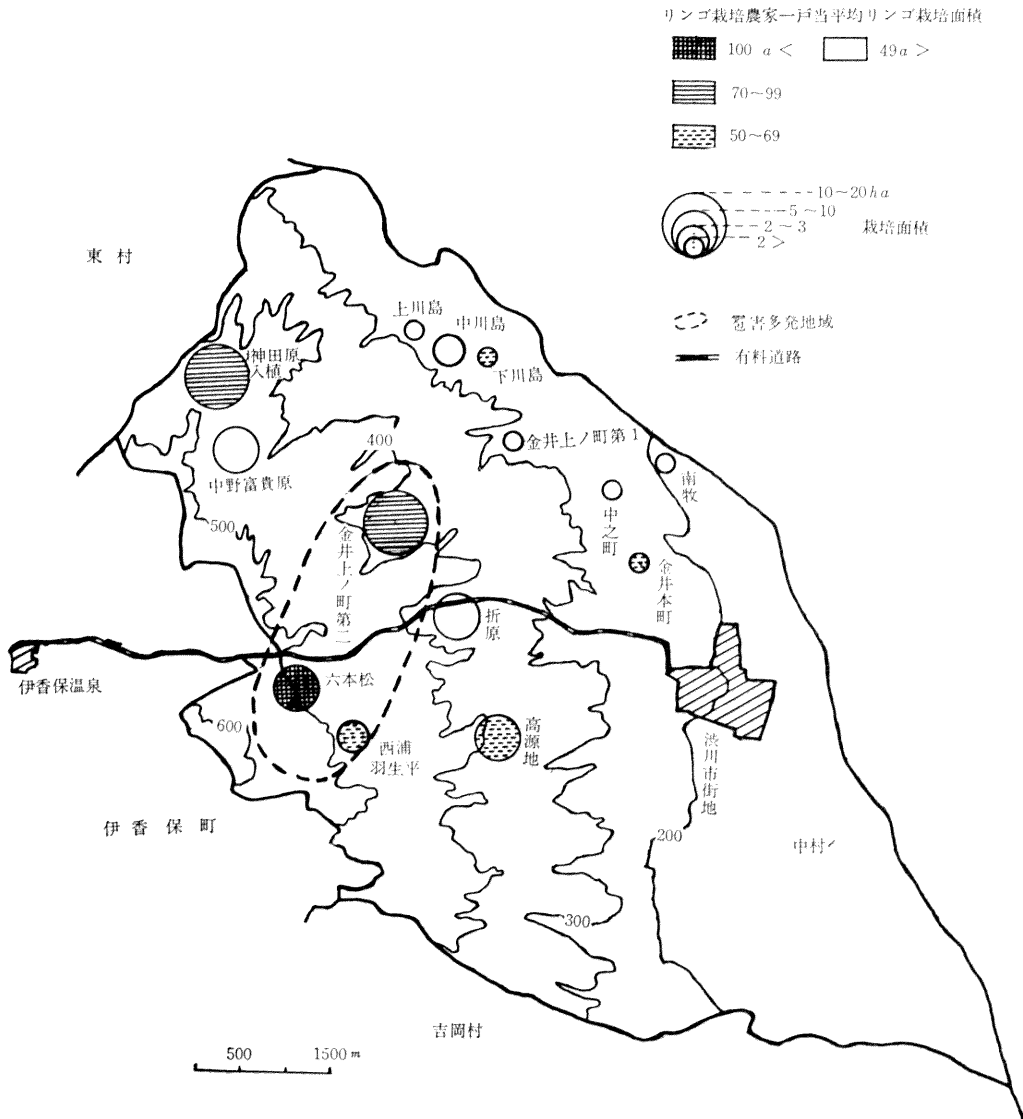 リンゴ栽培農家一戸当平均リンゴ栽培面積
100 a <
49a >
70~99
50~69
10~20ha
5~10
2~3
2 >
栽培面積
雹害多発地域
有料道路
東村
上川島
中川島
下川島
神田原
入植
金井上ノ町第1
400
中野富貴原
南牧
中之町
500
金井上ノ町第二
金井本町
折原
伊香保温泉
六本松
600
西浦
羽生平
高源地
渋川市街地
伊香保町
200
中村
300
吉岡村
500
1500 m